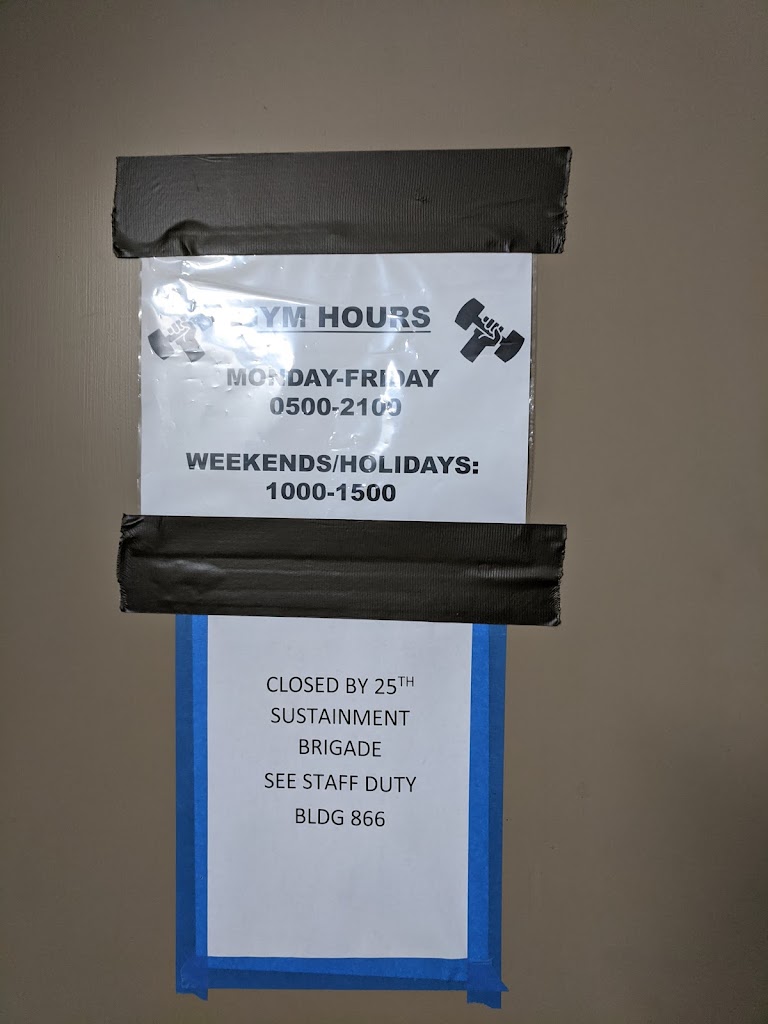 GYM HOURS
MONDAY-FRIDAY
0500-2100
WEEKENDS/HOLIDAYS:
1000-1500
CLOSED BY 25TH
SUSTAINMENT
BRIGADE
SEE STAFF DUTY
BLDG 866